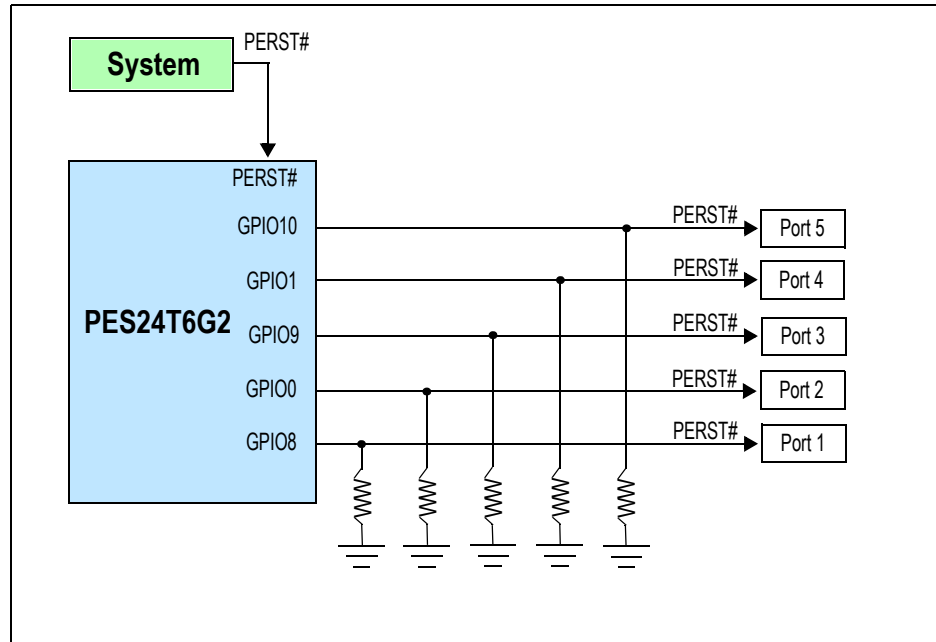 PERST#
System
PERST#
GPIO10
PERST#
Port 5
GPIO1
PERST#
Port 4
PES24T6G2
GPIO9
PERST#
Port 3
GPIO0
PERST#
Port 2
GPIO8
PERST#
Port 1